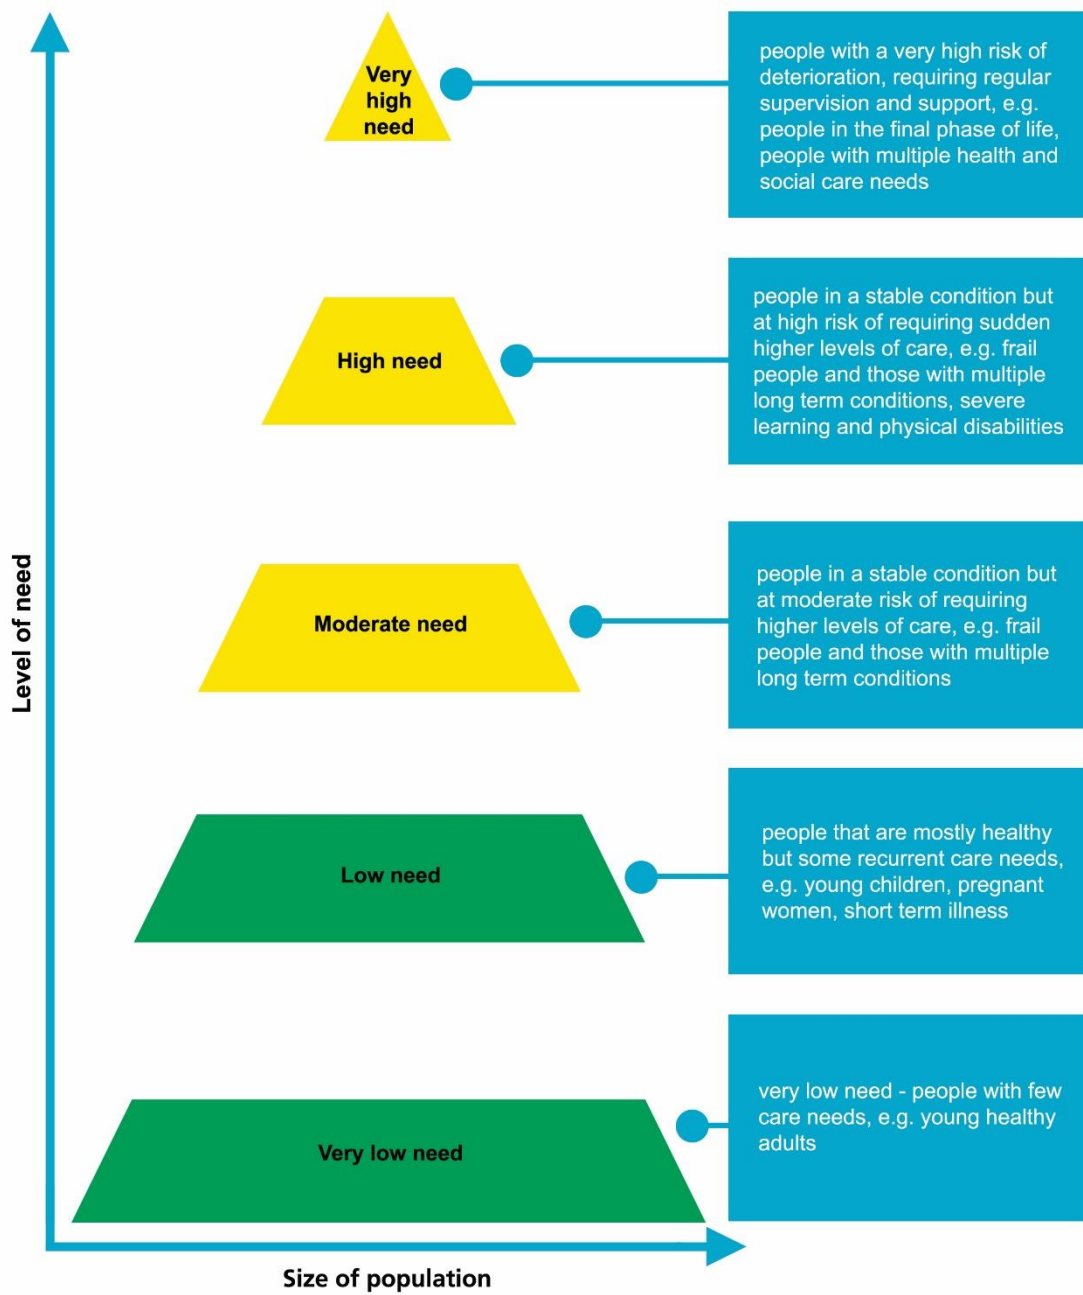 Very
high
need
people with a very high risk of
deterioration, requiring regular
supervision and support, e.g.
people in the final phase of life,
people with multiple health and
social care needs
High need
people in a stable condition but
at high risk of requiring sudden
higher levels of care, e.g. frail
people and those with multiple
long term conditions, severe
learning and physical disabilities
Level of need
Moderate need
people in a stable condition but
at moderate risk of requiring
higher levels of care, e.g. frail
people and those with multiple
long term conditions
Low need
people that are mostly healthy
but some recurrent care needs,
e.g. young children, pregnant
women, short term illness
Very low need
very low need - people with few
care needs, e.g. young healthy
adults
Size of population